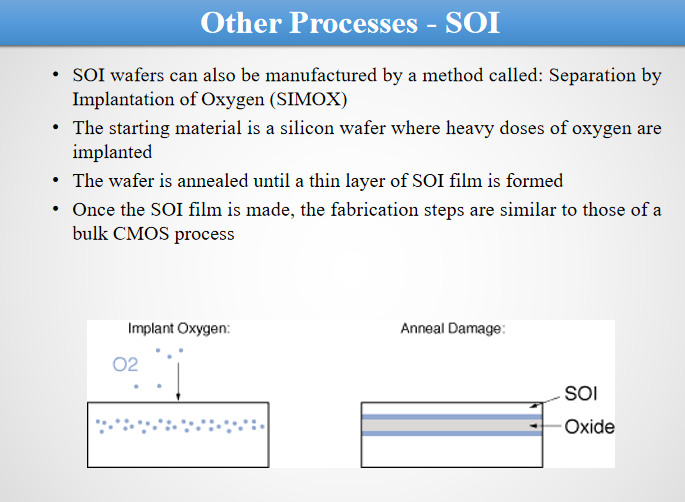 Other Processes - SOI
• SOI wafers can also be manufactured by a method called: Separation by
Implantation of Oxygen (SIMOX)
• The starting material is a silicon wafer where heavy doses of oxygen are
implanted
• The wafer is annealed until a thin layer of SOI film is formed
• Once the SOI film is made, the fabrication steps are similar to those of a
bulk CMOS process
Implant Oxygen:
Anneal Damage:
O2
SOI
Oxide